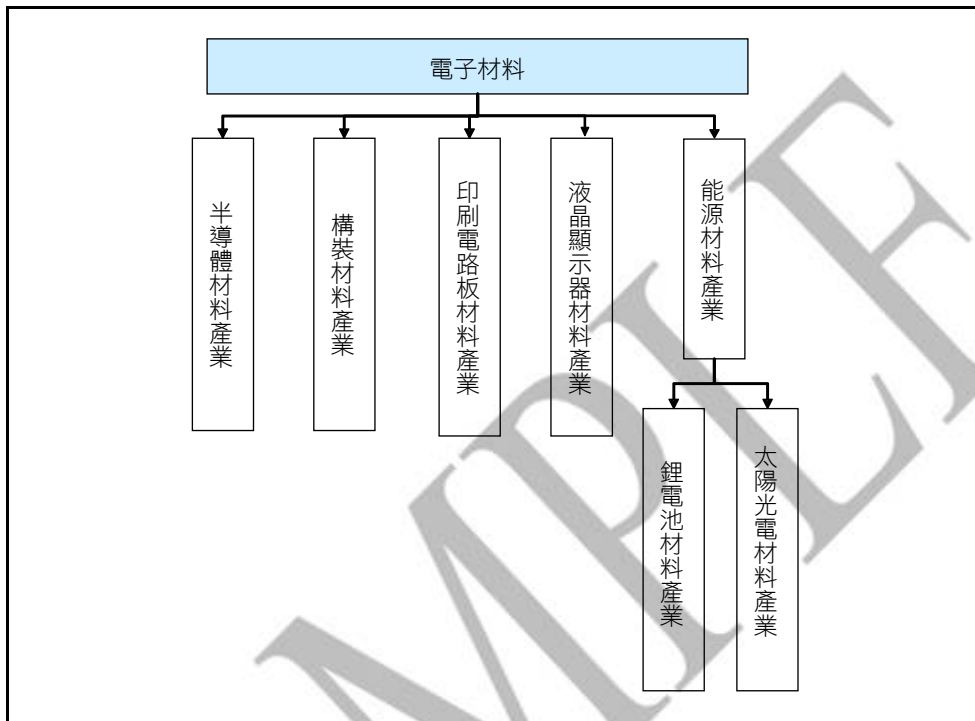 電子材料
半導體材料產業
構裝材料產業
印刷電路板材料產業
液晶顯示器材料產業
能源材料產業
鋰電池材料產業
太陽光電材料產業
MPLE